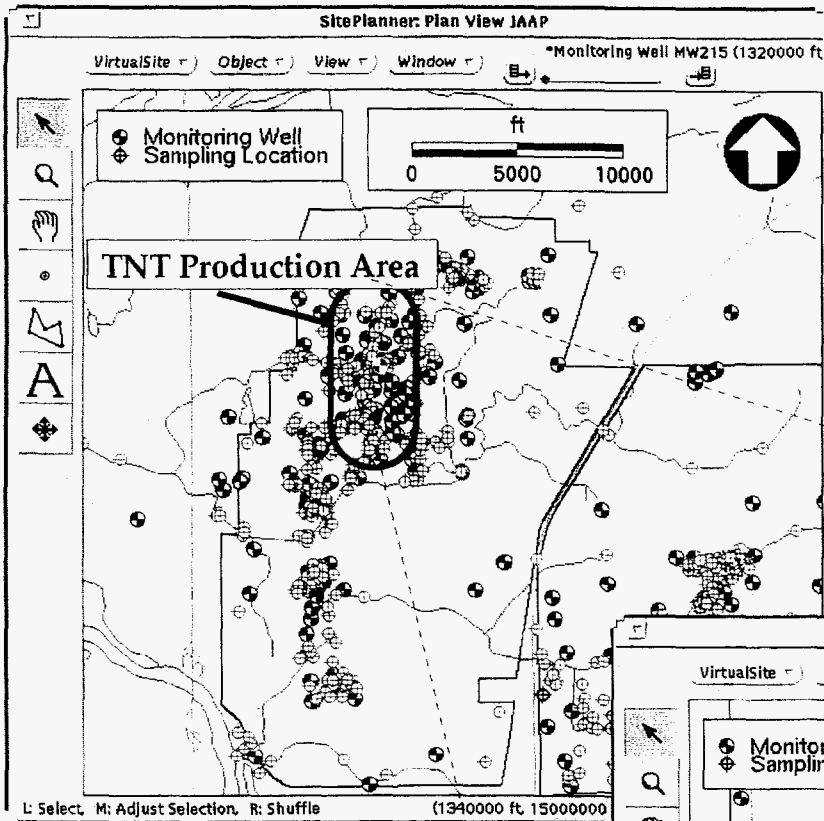 SitePlanner: Plan View JAAP
VirtualSite Object View Window
*Monitoring Well MW215 (1320000 ft
Monitoring Well
Sampling Location
ft
0 5000 10000
TNT Production Area
A
VirtualSite
Monitor
Samplin
L: Select, M: Adjust Selection, R: Shuffle (1340000 ft, 15000000